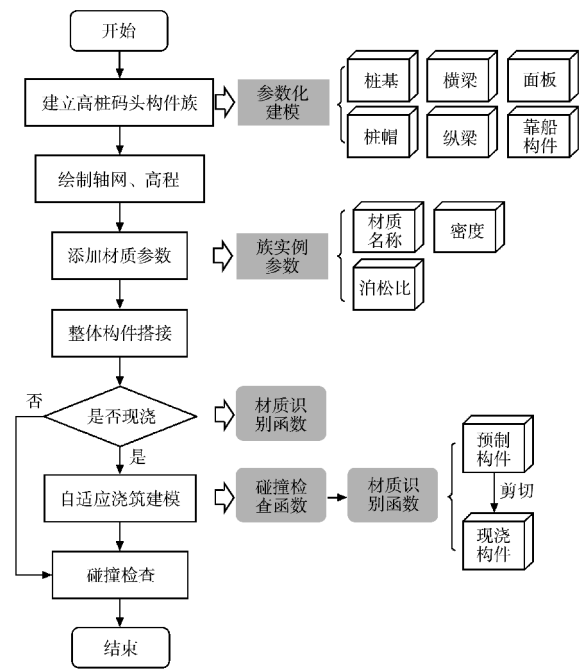 开始
建立高桩码头构件族
参数化
建模
桩基
横梁
面板
桩帽
纵梁
靠船
构件
绘制轴网、高程
添加材质参数
族实例
参数
材质
名称
密度
泊松比
整体构件搭接
否
是否现浇
材质识
别函数
是
自适应浇筑建模
碰撞检
查函数
材质识
别函数
预制
构件
剪切
现浇
构件
碰撞检查
结束